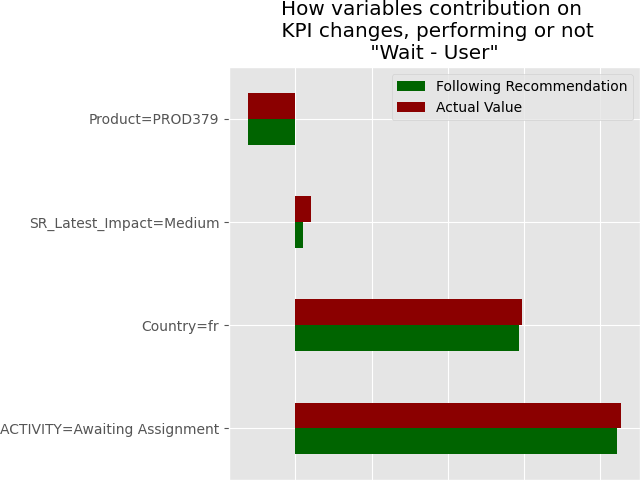 How variables contribution on
KPI changes, performing or not
"Wait - User"
Following Recommendation
Actual Value
Product=PROD379
SR_Latest_Impact=Medium
Country=fr
ACTIVITY=Awaiting Assignment